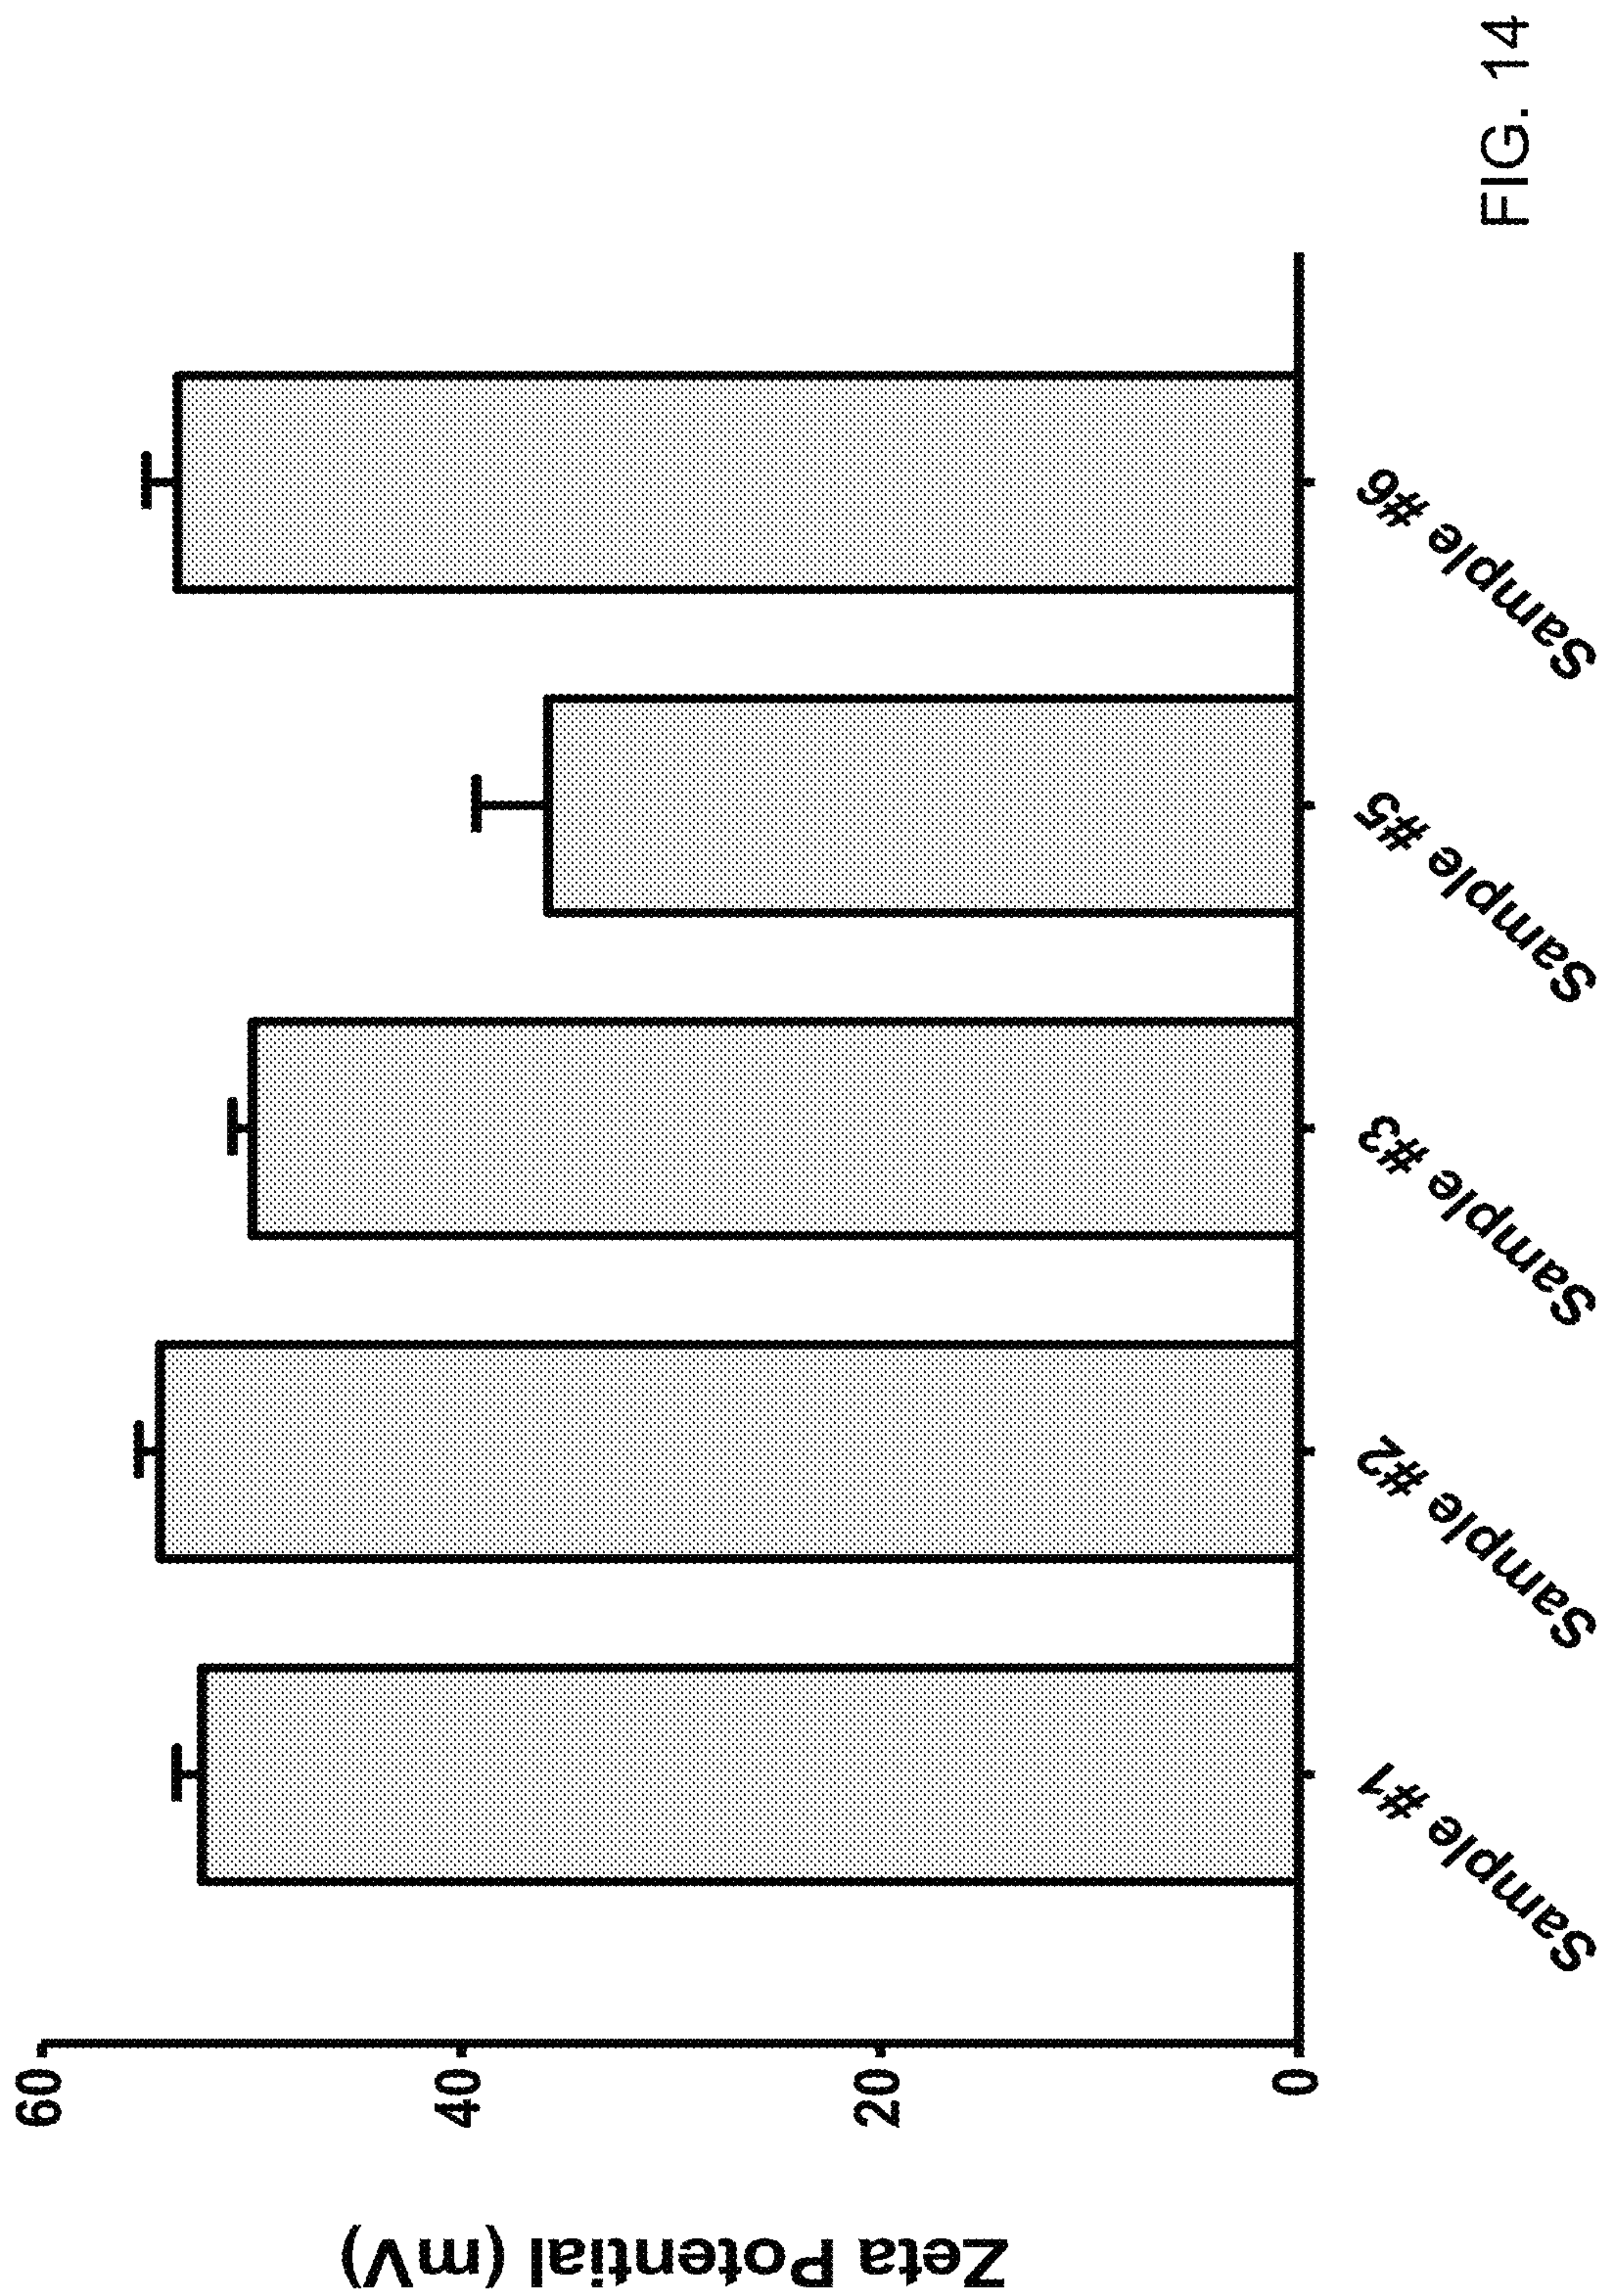 Zeta Potential (mV)
60
40
20
0
Sample #1
Sample #2
Sample #3
Sample #5
Sample #6
FIG. 14